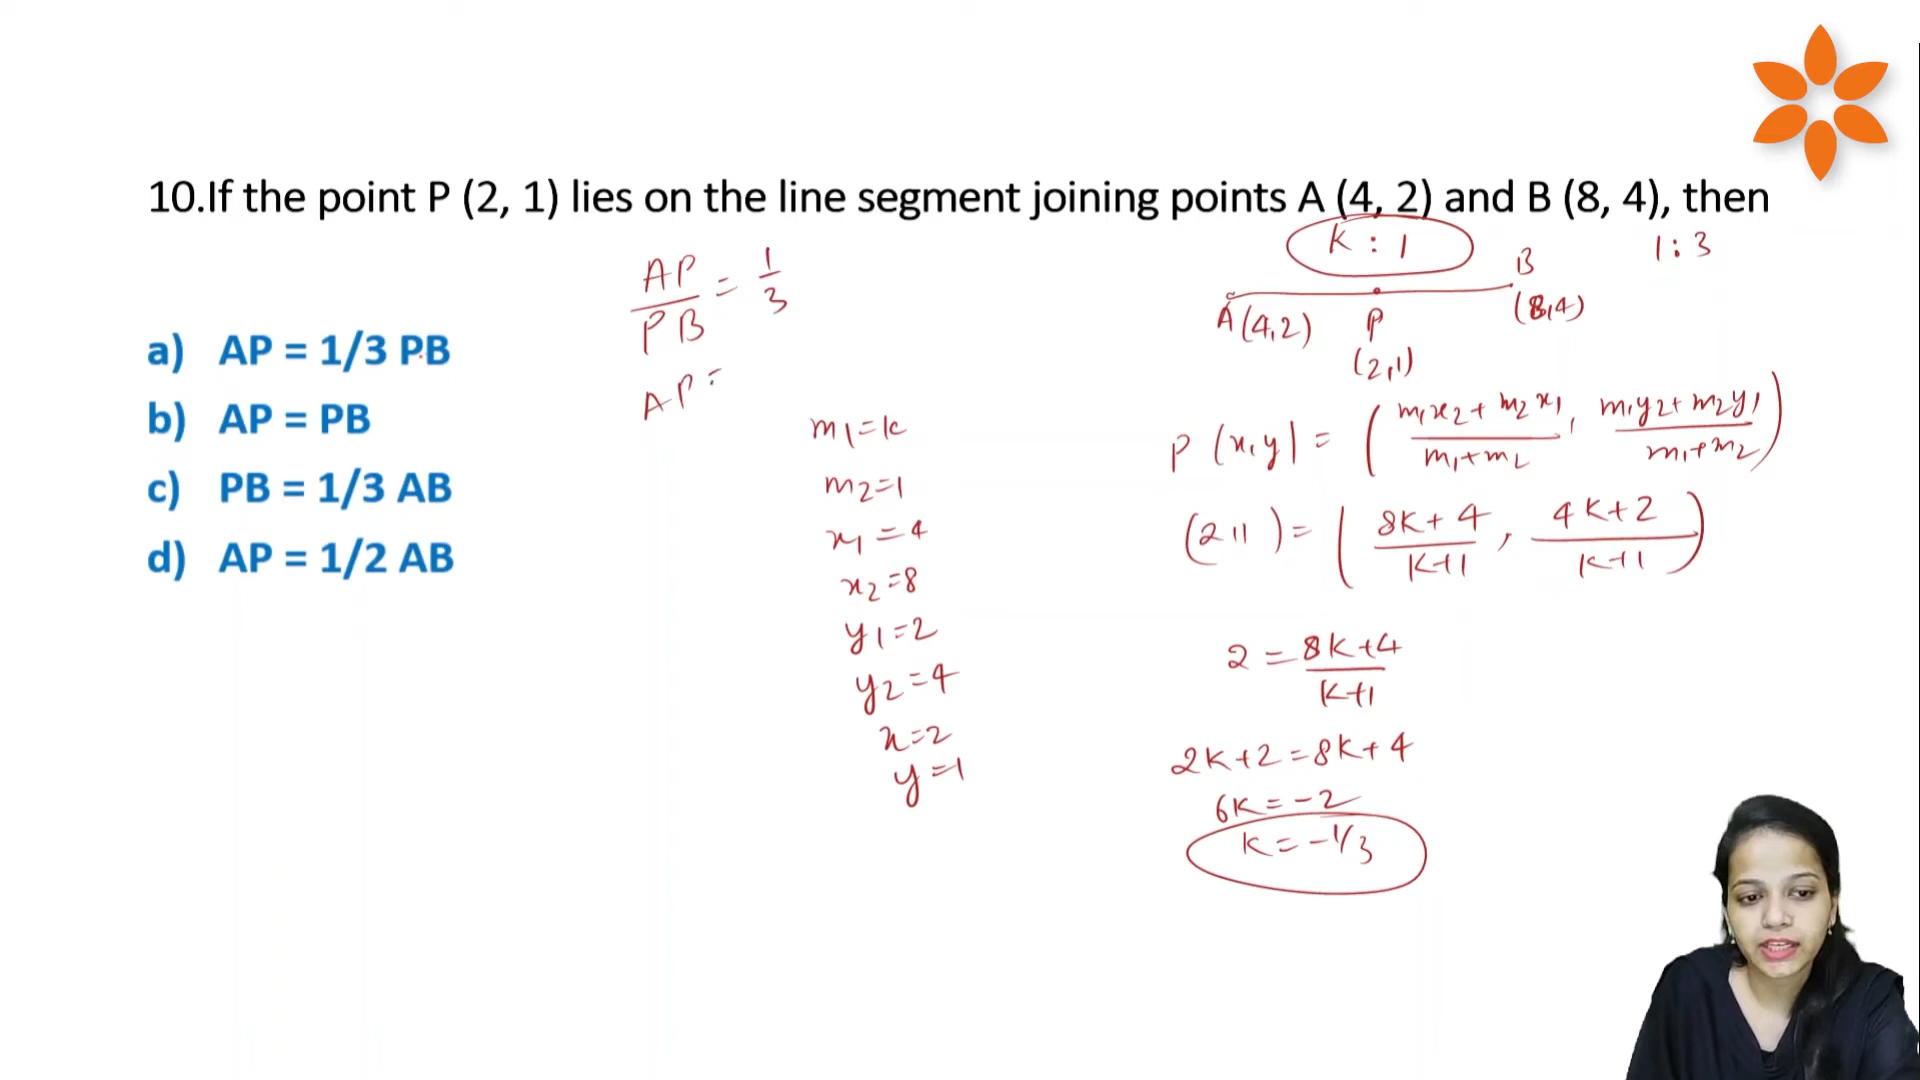 10.If the point P (2, 1) lies on the line segment joining points A (4, 2) and B (8, 4), then
K : 1
1 : 3
AP/PB = 1/3
B
A(4,2)
P
(8,4)
(2,1)
a) AP = 1/3 PB
b) AP = PB
c) PB = 1/3 AB
d) AP = 1/2 AB
AP =
m1=k
m2=1
x1=4
x2=8
y1=2
y2=4
x=2
y=1
P (x,y) = (m1x2+m2x1/m1+m2, m1y2+m2y1/m1+m2)
(2,1) = (8K+4/K+1, 4K+2/K+1)
2 = 8K+4/K+1
2K+2=8K+4
6K=-2
K=-1/3